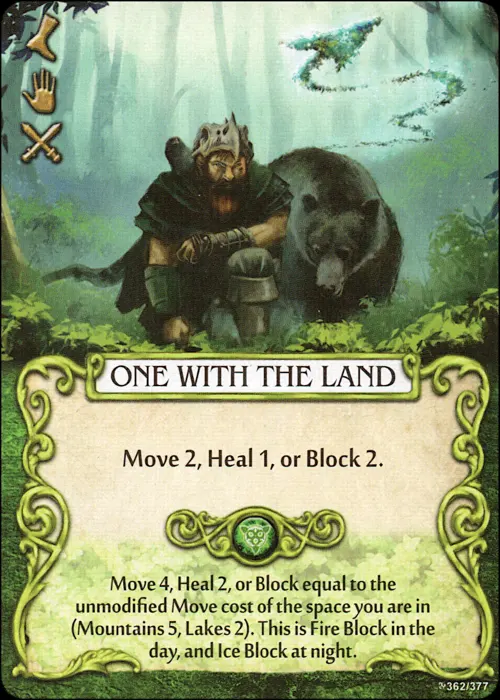 ONE WITH THE LAND
Move 2, Heal 1, or Block 2.
Move 4, Heal 2, or Block equal to the
unmodified Move cost of the space you are in
(Mountains 5, Lakes 2). This is Fire Block in the
day, and Ice Block at night.
362/377